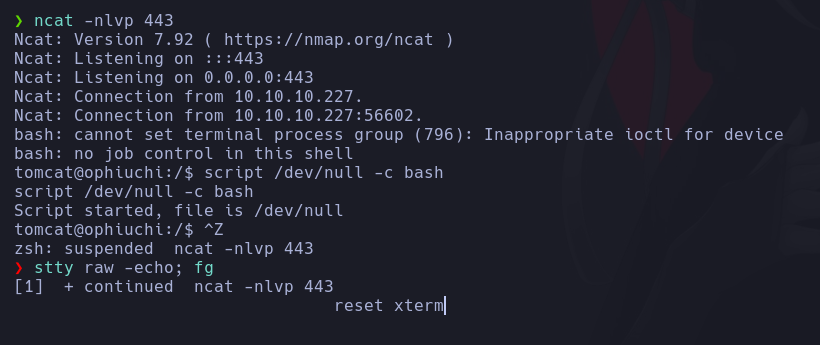 ❯ ncat -nlvp 443
Ncat: Version 7.92 ( https://nmap.org/ncat )
Ncat: Listening on :::443
Ncat: Listening on 0.0.0.0:443
Ncat: Connection from 10.10.10.227.
Ncat: Connection from 10.10.10.227:56602.
bash: cannot set terminal process group (796): Inappropriate ioctl for device
bash: no job control in this shell
tomcat@ophiuchi:/$ script /dev/null -c bash
script /dev/null -c bash
Script started, file is /dev/null
tomcat@ophiuchi:/$ ^Z
zsh: suspended  ncat -nlvp 443
❯ stty raw -echo; fg
[1]  + continued  ncat -nlvp 443
reset xterm